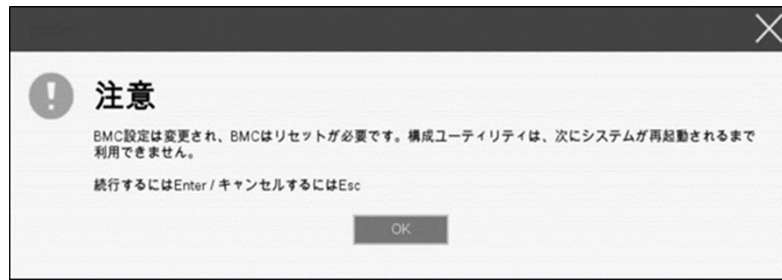 注意
BMC設定は変更され、BMCはリセットが必要です。構成ユーティリティは、次にシステムが再起動されるまで
利用できません。
続行するにはEnter / キャンセルするにはEsc
OK